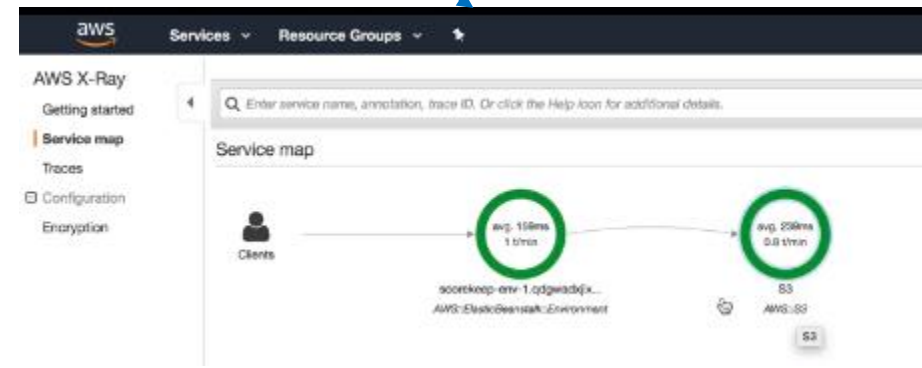 aws Services Resource Groups
AWS X-Ray
Getting started
Service map
Traces
Configuration
Encryption
Enter service name, annotation, trace ID. Or click the Help icon for additional details.
Service map
Clients
avg. 159ms
1 t/min
AWS::ElasticBeanstalk::Environment
avg. 239ms
0.8 t/min
S3
AWS::S3
S3